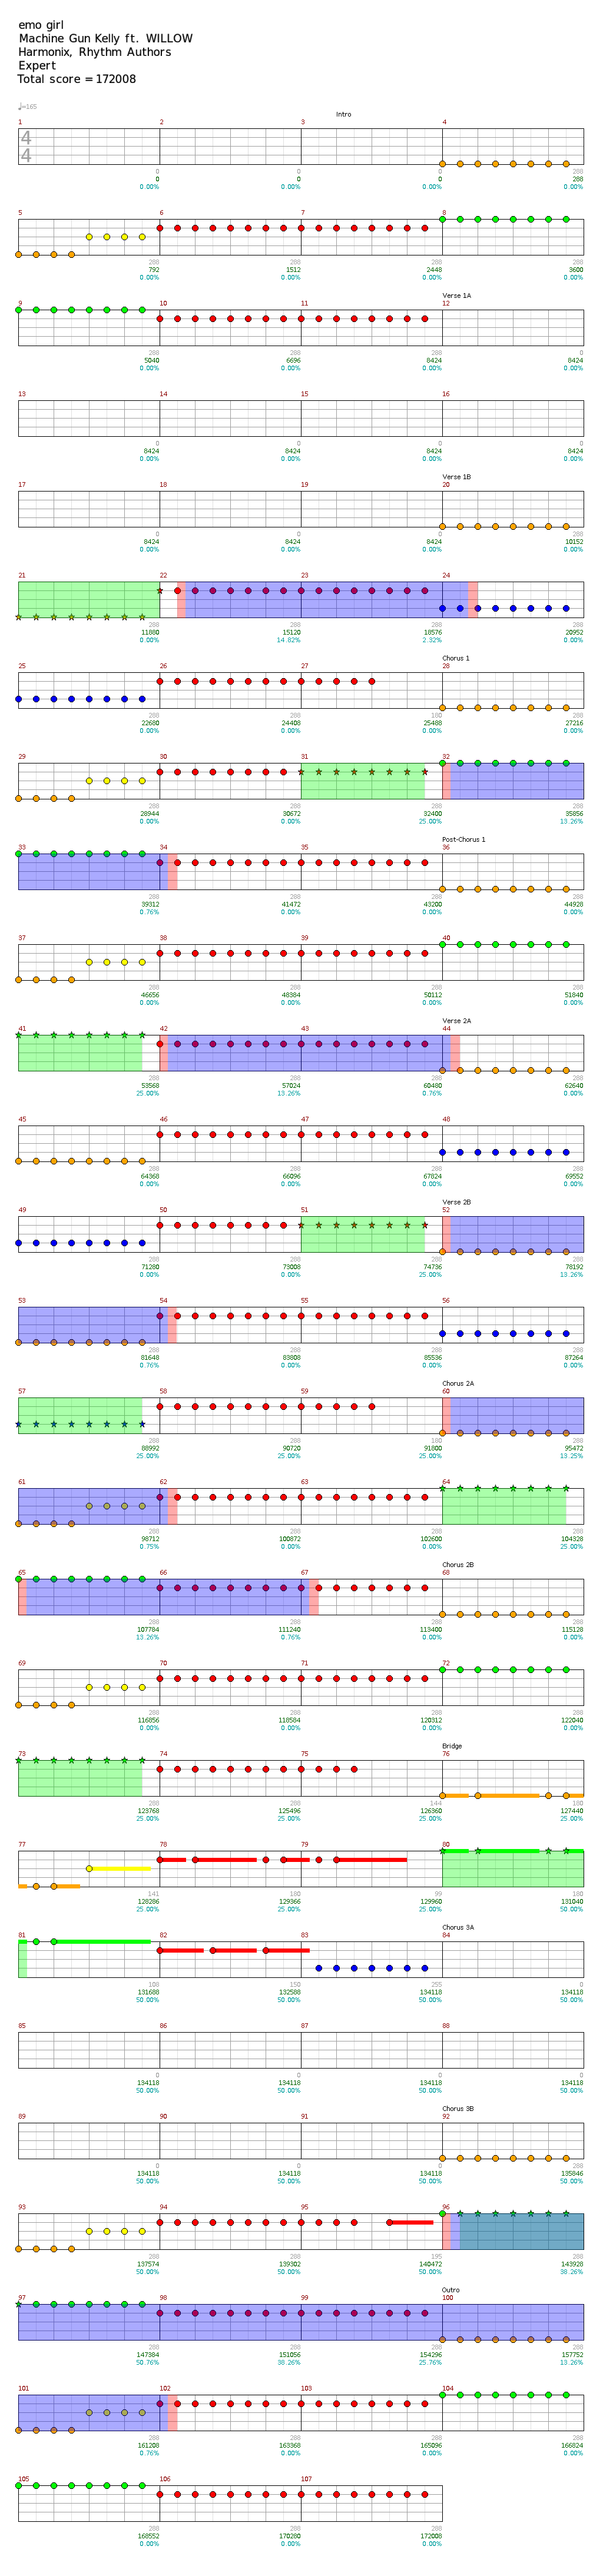 emo girl
Machine Gun Kelly ft. WILLOW
Harmonix, Rhythm Authors
Expert
Total score = 172008
♩=165
Intro
1 2 3 4
4
4
0 0 0 288
0 0 0 288
0.00% 0.00% 0.00% 0.00%
5 6 7 8
288 288 288 288
792 1512 2448 3600
0.00% 0.00% 0.00% 0.00%
Verse 1A
9 10 11 12
288 288 288 0
5040 6696 8424 8424
0.00% 0.00% 0.00% 0.00%
13 14 15 16
0 0 0 0
8424 8424 8424 8424
0.00% 0.00% 0.00% 0.00%
Verse 1B
17 18 19 20
0 0 0 288
8424 8424 8424 10152
0.00% 0.00% 0.00% 0.00%
21 22 23 24
288 288 288 288
11880 15120 18576 20952
0.00% 14.82% 2.32% 0.00%
Chorus 1
25 26 27 28
288 288 180 288
22680 24408 25488 27216
0.00% 0.00% 0.00% 0.00%
29 30 31 32
288 288 288 288
28944 30672 32400 35856
0.00% 0.00% 25.00% 13.26%
Post-Chorus 1
33 34 35 36
288 288 288 288
39312 41472 43200 44928
0.76% 0.00% 0.00% 0.00%
37 38 39 40
288 288 288 288
46656 48384 50112 51840
0.00% 0.00% 0.00% 0.00%
Verse 2A
41 42 43 44
288 288 288 288
53568 57024 60480 62640
25.00% 13.26% 0.76% 0.00%
45 46 47 48
288 288 288 288
64368 66096 67824 69552
0.00% 0.00% 0.00% 0.00%
Verse 2B
49 50 51 52
288 288 288 288
71280 73008 74736 78192
0.00% 0.00% 25.00% 13.26%
53 54 55 56
288 288 288 288
81648 83808 85536 87264
0.76% 0.00% 0.00% 0.00%
Chorus 2A
57 58 59 60
288 288 180 288
88992 90720 91800 95472
25.00% 25.00% 25.00% 13.25%
61 62 63 64
288 288 288 288
98712 100872 102600 104328
0.75% 0.00% 0.00% 25.00%
Chorus 2B
65 66 67 68
288 288 288 288
107784 111240 113400 115128
13.26% 0.76% 0.00% 0.00%
69 70 71 72
288 288 288 288
116856 118584 120312 122040
0.00% 0.00% 0.00% 0.00%
Bridge
73 74 75 76
288 288 144 180
123768 125496 126360 127440
25.00% 25.00% 25.00% 25.00%
77 78 79 80
141 180 99 180
128286 129366 129960 131040
25.00% 25.00% 25.00% 25.00%
Chorus 3A
81 82 83 84
108 150 255 0
131688 132588 134118 134118
50.00% 50.00% 50.00% 50.00%
85 86 87 88
0 0 0 0
134118 134118 134118 134118
50.00% 50.00% 50.00% 50.00%
Chorus 3B
89 90 91 92
0 0 0 288
134118 134118 134118 135846
50.00% 50.00% 50.00% 50.00%
93 94 95 96
288 288 195 288
137574 139302 140472 143928
50.00% 50.00% 50.00% 38.26%
Outro
97 98 99 100
288 288 288 288
147384 151056 154296 157752
50.76% 38.26% 25.76% 13.26%
101 102 103 104
288 288 288 288
161208 163368 165096 166824
0.76% 0.00% 0.00% 0.00%
105 106 107
288 288 288
168552 170280 172008
0.00% 0.00% 0.00%